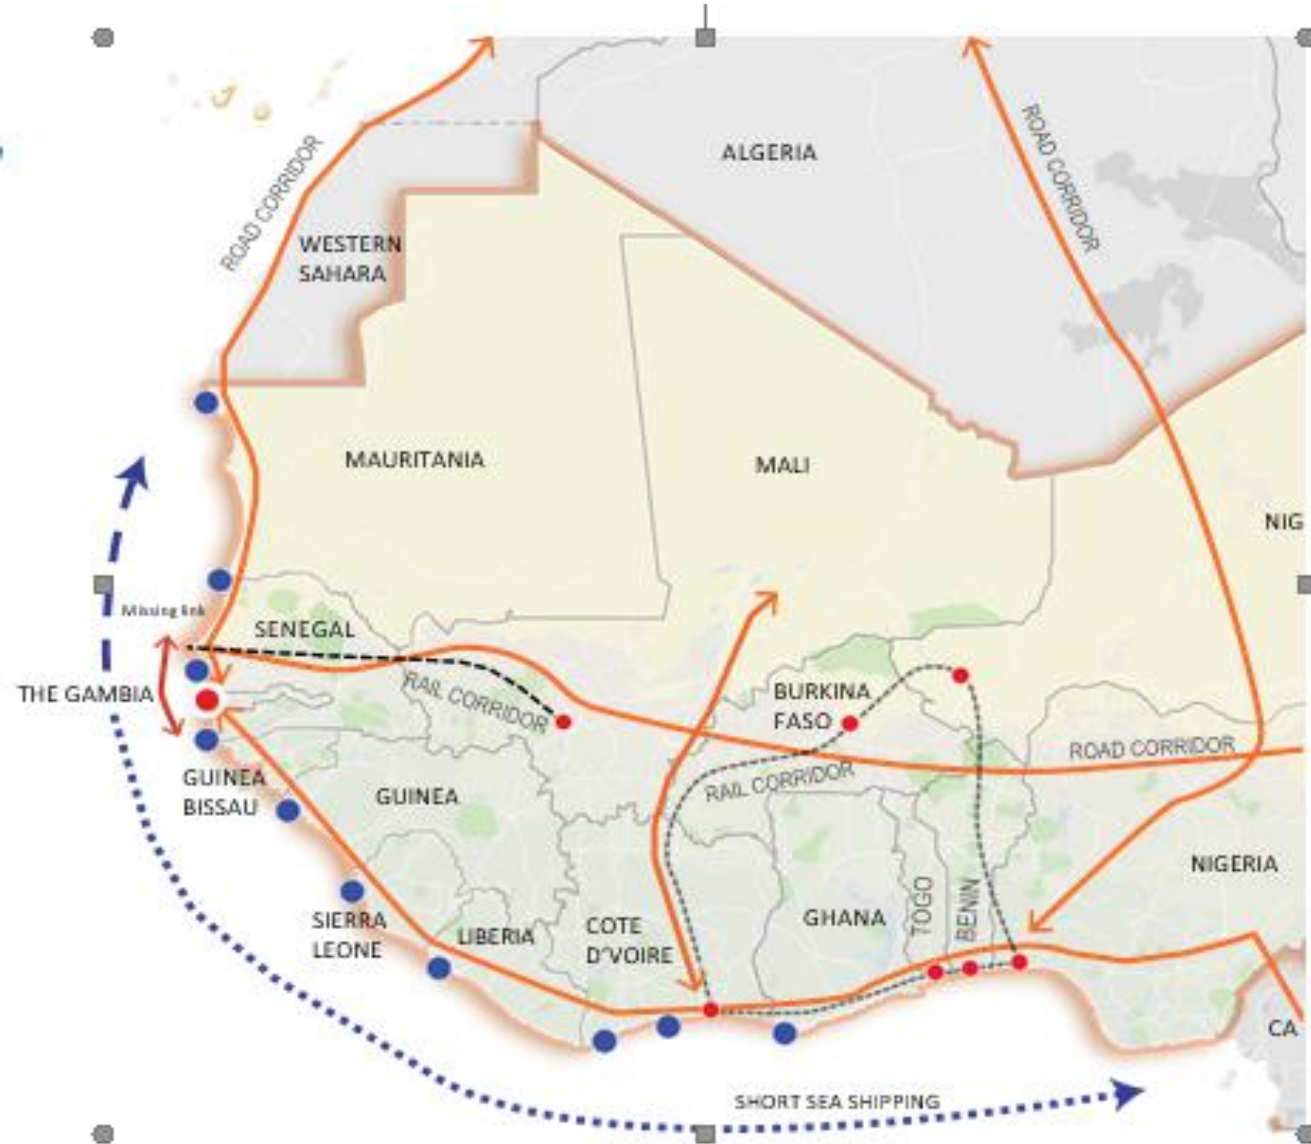 ROAD CORRIDOR
ROAD CORRIDOR
ALGERIA
WESTERN
SAHARA
MAURITANIA
MALI
NIG
Missing link
SENEGAL
THE GAMBIA
RAIL CORRIDOR
BURKINA
FASO
ROAD CORRIDOR
RAIL CORRIDOR
GUINEA
BISSAU
GUINEA
NIGERIA
SIERRA
LEONE
LIBERIA
COTE
D'VOIRE
GHANA
TOGO
BENIN
CA
SHORT SEA SHIPPING